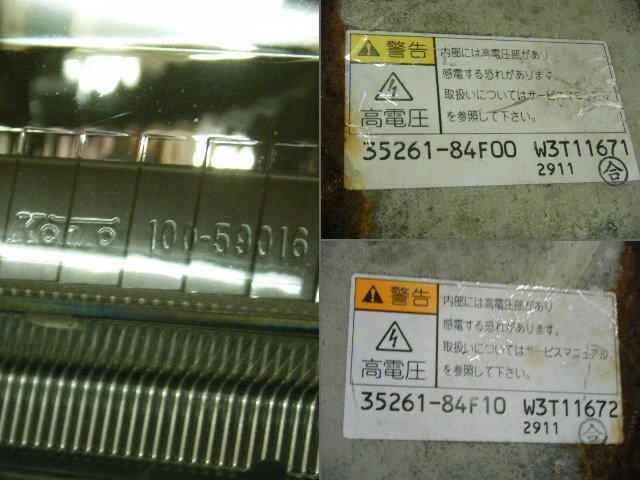 Koito 100-59016
警告
高電圧
内部には高電圧部があり
感電する恐れがあります。
取扱いについてはサービスマニュアル
を参照して下さい。
35261-84F00 W3T11671
2911 合
警告
高電圧
内部には高電圧部があり
感電する恐れがあります。
取扱いについてはサービスマニュアル
を参照して下さい。
35261-84F10 W3T11672
2911 合